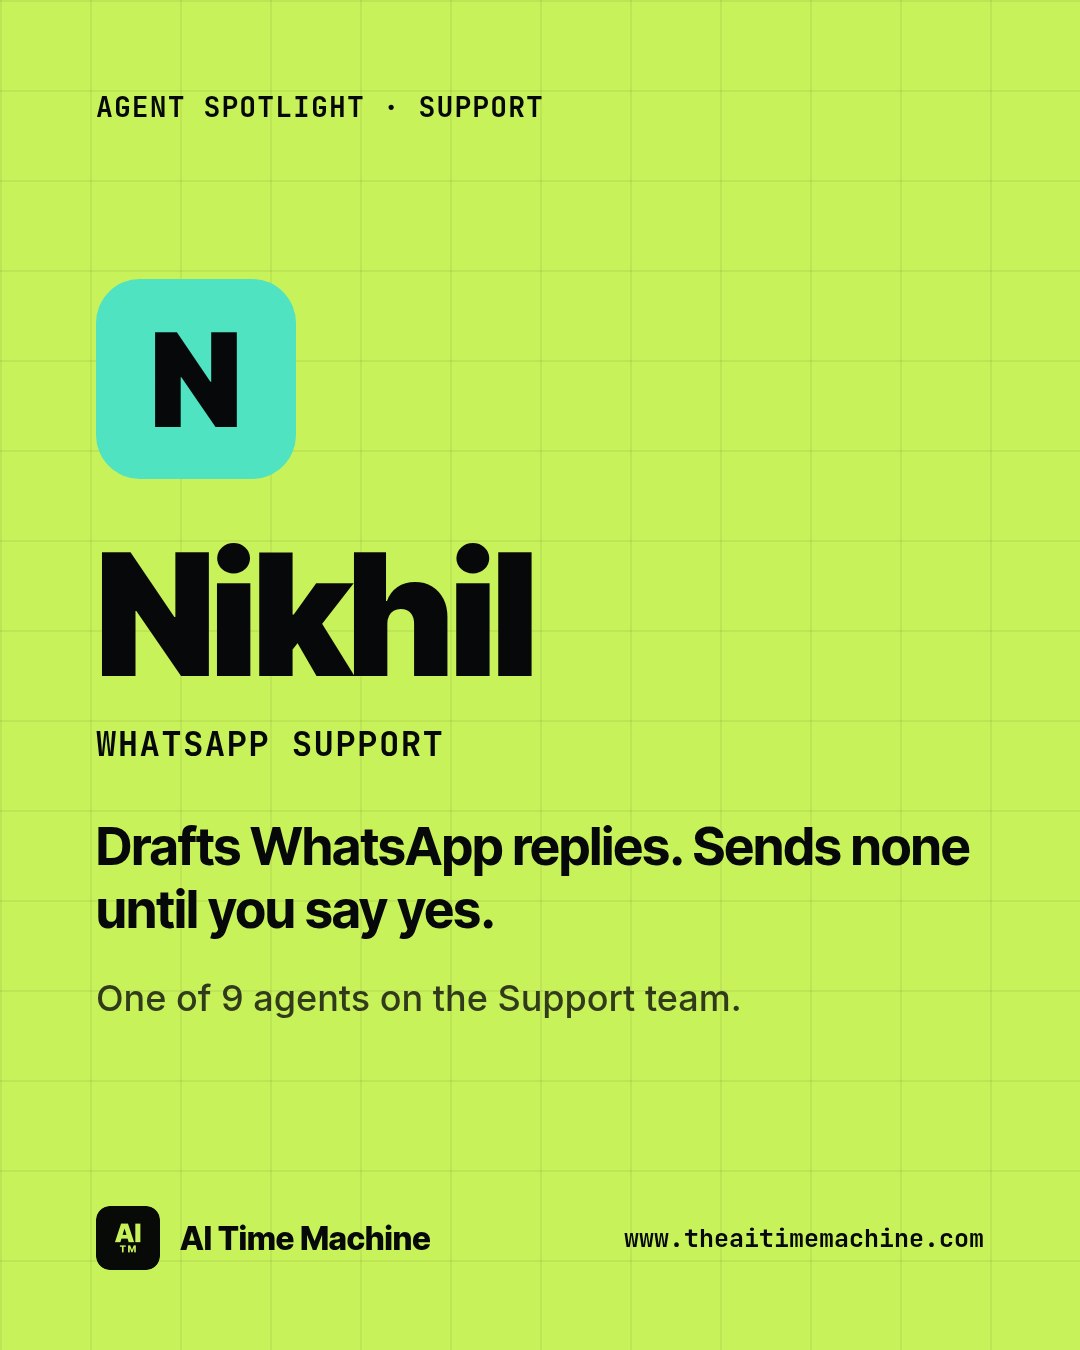 AGENT SPOTLIGHT · SUPPORT
N
Nikhil
WHATSAPP SUPPORT
Drafts WhatsApp replies. Sends none
until you say yes.
One of 9 agents on the Support team.
AI
TM
AI Time Machine
www.theaitimemachine.com